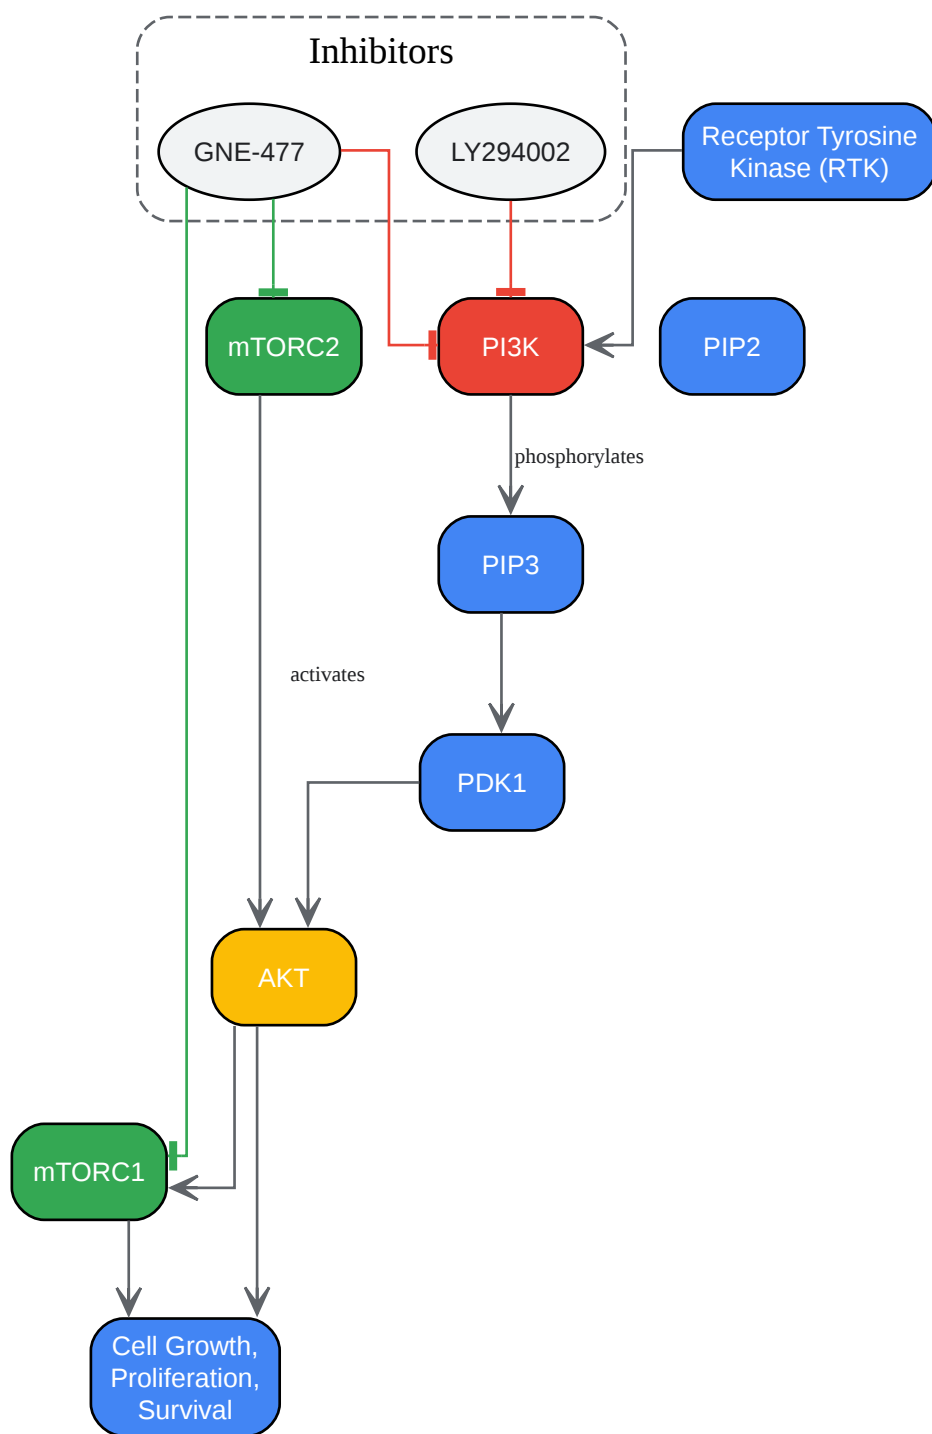 Inhibitors
GNE-477
LY294002
Receptor Tyrosine
Kinase (RTK)
mTORC2
PI3K
PIP2
phosphorylates
PIP3
activates
PDK1
AKT
mTORC1
Cell Growth,
Proliferation,
Survival